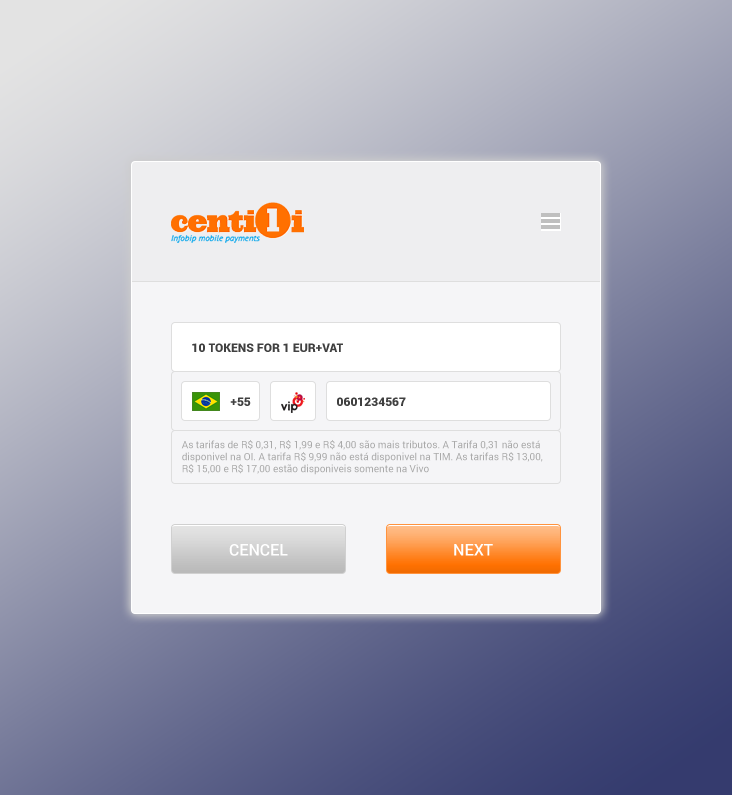 centi1i
Infobip mobile payments
10 TOKENS FOR 1 EUR+VAT
+55 vip 0601234567
As tarifas de R$ 0,31, R$ 1,99 e R$ 4,00 são mais tributos. A Tarifa 0,31 não está
disponivel na OI. A tarifa R$ 9,99 não está disponivel na TIM. As tarifas R$ 13,00,
R$ 15,00 e R$ 17,00 estão disponiveis somente na Vivo
CENCEL NEXT